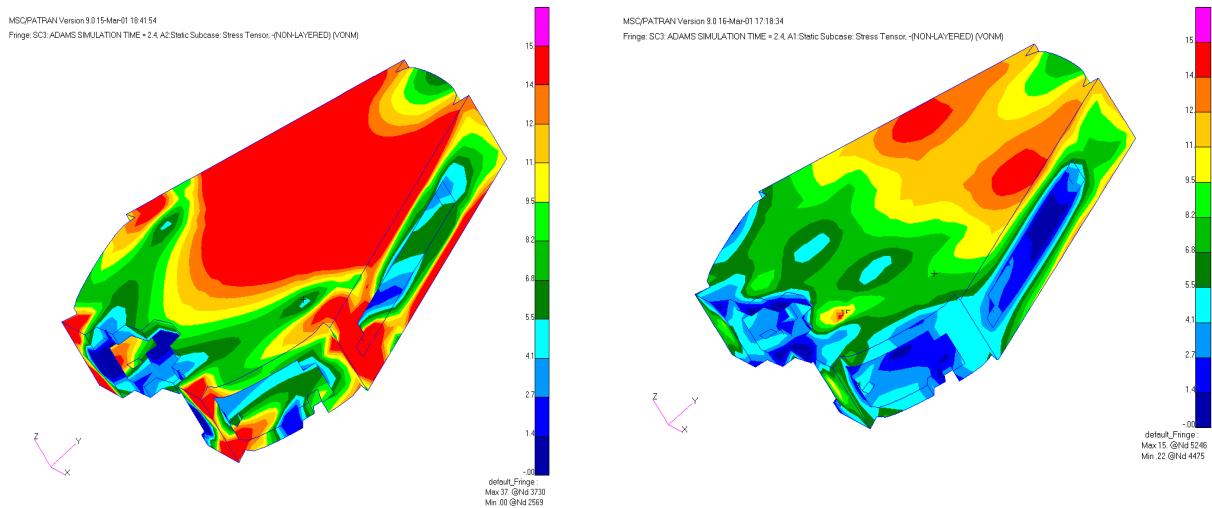 MSC/PATRAN Version 9.0 15-Mar-01 18:41:54
Fringe: SC3: ADAMS SIMULATION TIME = 2.4, A2:Static Subcase: Stress Tensor, -(NON-LAYERED) (VONM)
15.
14.
12.
11.
9.5
8.2
6.8
5.5
4.1
2.7
1.4
-.00
Z
Y
X
default_Fringe :
Max 37. @Nd 3730
Min .00 @Nd 2569
MSC/PATRAN Version 9.0 16-Mar-01 17:18:34
Fringe: SC3: ADAMS SIMULATION TIME = 2.4, A1:Static Subcase: Stress Tensor, -(NON-LAYERED) (VONM)
15.
14.
12.
11.
9.5
8.2
6.8
5.5
4.1
2.7
1.4
-.00
Z
Y
X
default_Fringe :
Max 15. @Nd 5246
Min .22 @Nd 4475